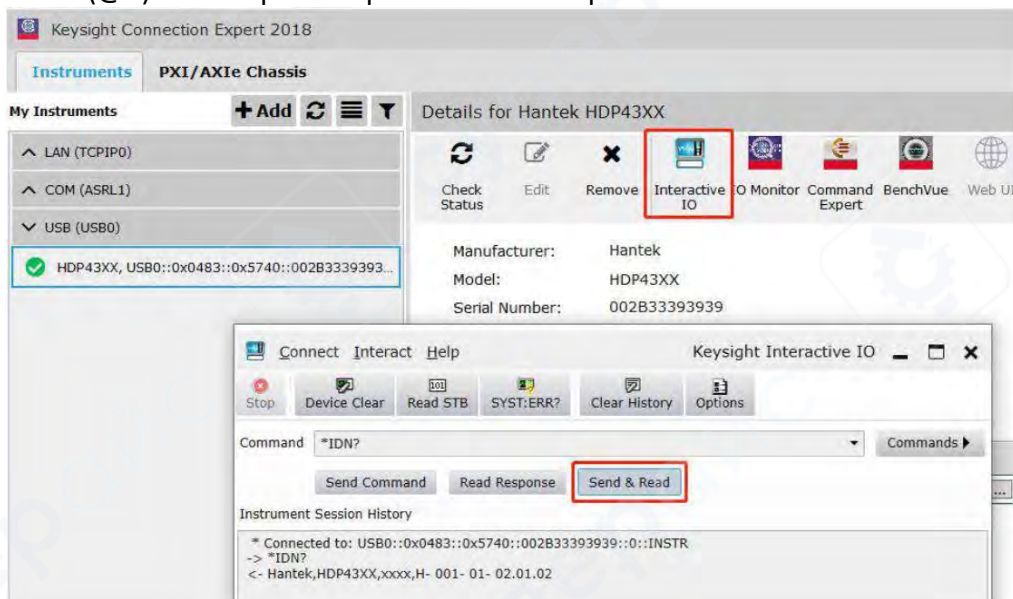 Keysight Connection Expert 2018
Instruments PXI/AXIe Chassis
My Instruments
Add
Details for Hantek HDP43XX
LAN (TCPIP0)
COM (ASRL1)
USB (USB0)
HDP43XX, USB0::0x0483::0x5740::002B3339393...
Check Status
Edit
Remove
Interactive IO
IO Monitor
Command Expert
BenchVue
Web UI
Manufacturer: Hantek
Model: HDP43XX
Serial Number: 002B33393939
Connect Interact Help
Keysight Interactive IO
Stop
Device Clear
101
Read STB
SYST:ERR?
Clear History
Options
Command *IDN?
Commands
Send Command Read Response Send & Read
...
Instrument Session History
* Connected to: USB0::0x0483::0x5740::002B33393939::0::INSTR
-> *IDN?
<- Hantek,HDP43XX,xxxx,H- 001- 01- 02.01.02